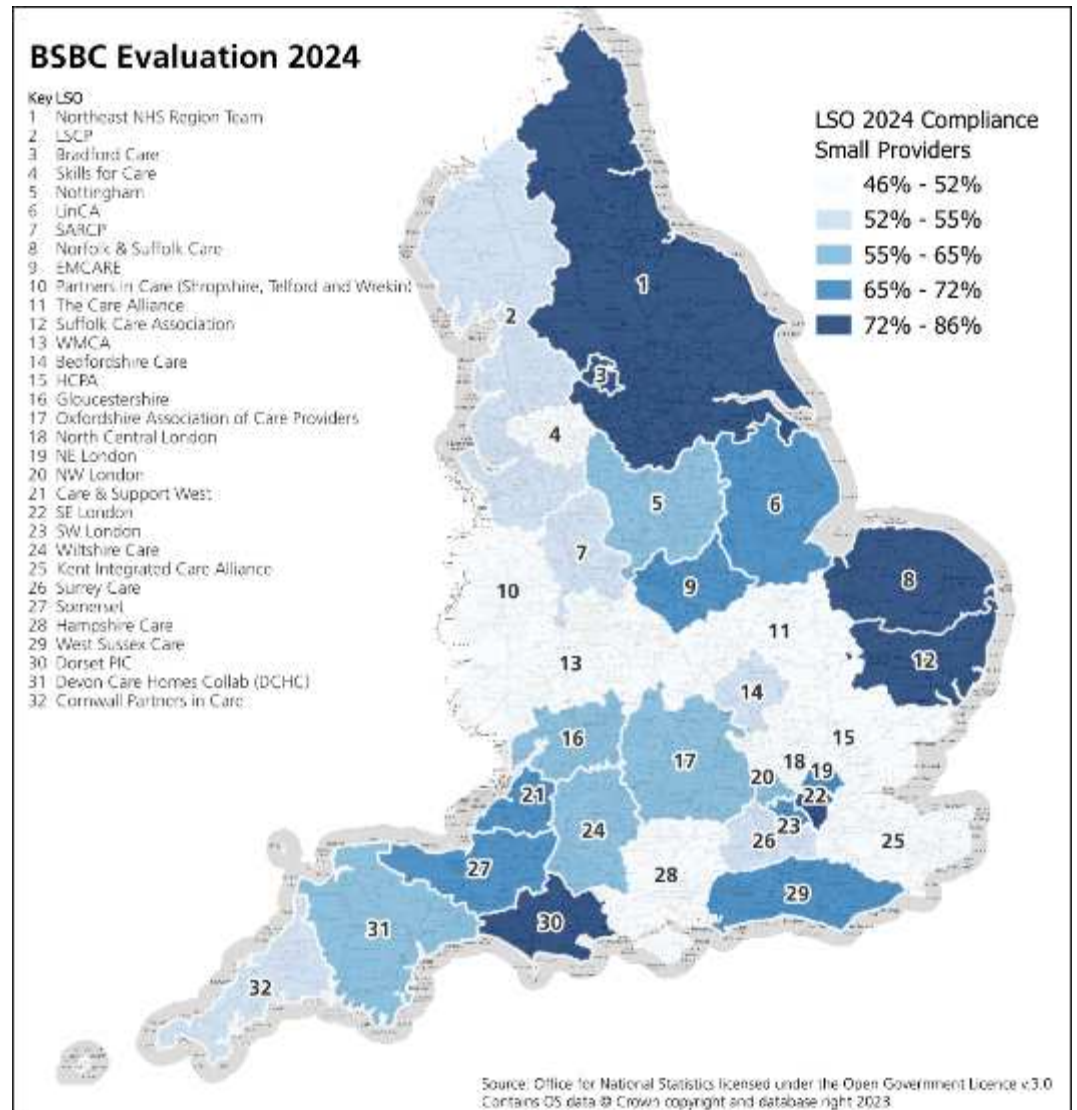 BSBC Evaluation 2024
Key LSO
1 Northeast NHS Region Team
2 LSCP
3 Bradford Care
4 Skills for Care
5 Nottingham
6 LinCA
7 SARCP
8 Norfolk & Suffolk Care
9 EMCARE
10 Partners in Care (Shropshire, Telford and Wrekin)
11 The Care Alliance
12 Suffolk Care Association
13 WMCA
14 Bedfordshire Care
15 HCPA
16 Gloucestershire
17 Oxfordshire Association of Care Providers
18 North Central London
19 NE London
20 NW London
21 Care & Support West
22 SE London
23 SW London
24 Wiltshire Care
25 Kent Integrated Care Alliance
26 Surrey Care
27 Somerset
28 Hampshire Care
29 West Sussex Care
30 Dorset PIC
31 Devon Care Homes Collab (DCHC)
32 Cornwall Partners in Care
LSO 2024 Compliance
Small Providers
46% - 52%
52% - 55%
55% - 65%
65% - 72%
72% - 86%
1
2
3
4
5
6
7
8
9
10
11
12
13
14
15
16
17
18
19
20
21
22
23
24
25
26
27
28
29
30
31
32
Source: Office for National Statistics licensed under the Open Government Licence v.3.0
Contains OS data © Crown copyright and database right 2023